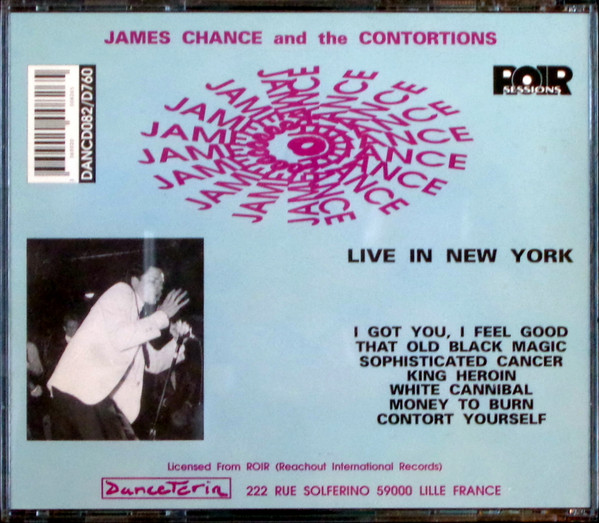 JAMES CHANCE and the CONTORTIONS
DANCD082/D760
ROIR
SESSIONS
JAMES CHANCE
LIVE IN NEW YORK
I GOT YOU, I FEEL GOOD
THAT OLD BLACK MAGIC
SOPHISTICATED CANCER
KING HEROIN
WHITE CANNIBAL
MONEY TO BURN
CONTORT YOURSELF
Licensed From ROIR (Reachout International Records)
Danceteria 222 RUE SOLFERINO 59000 LILLE FRANCE